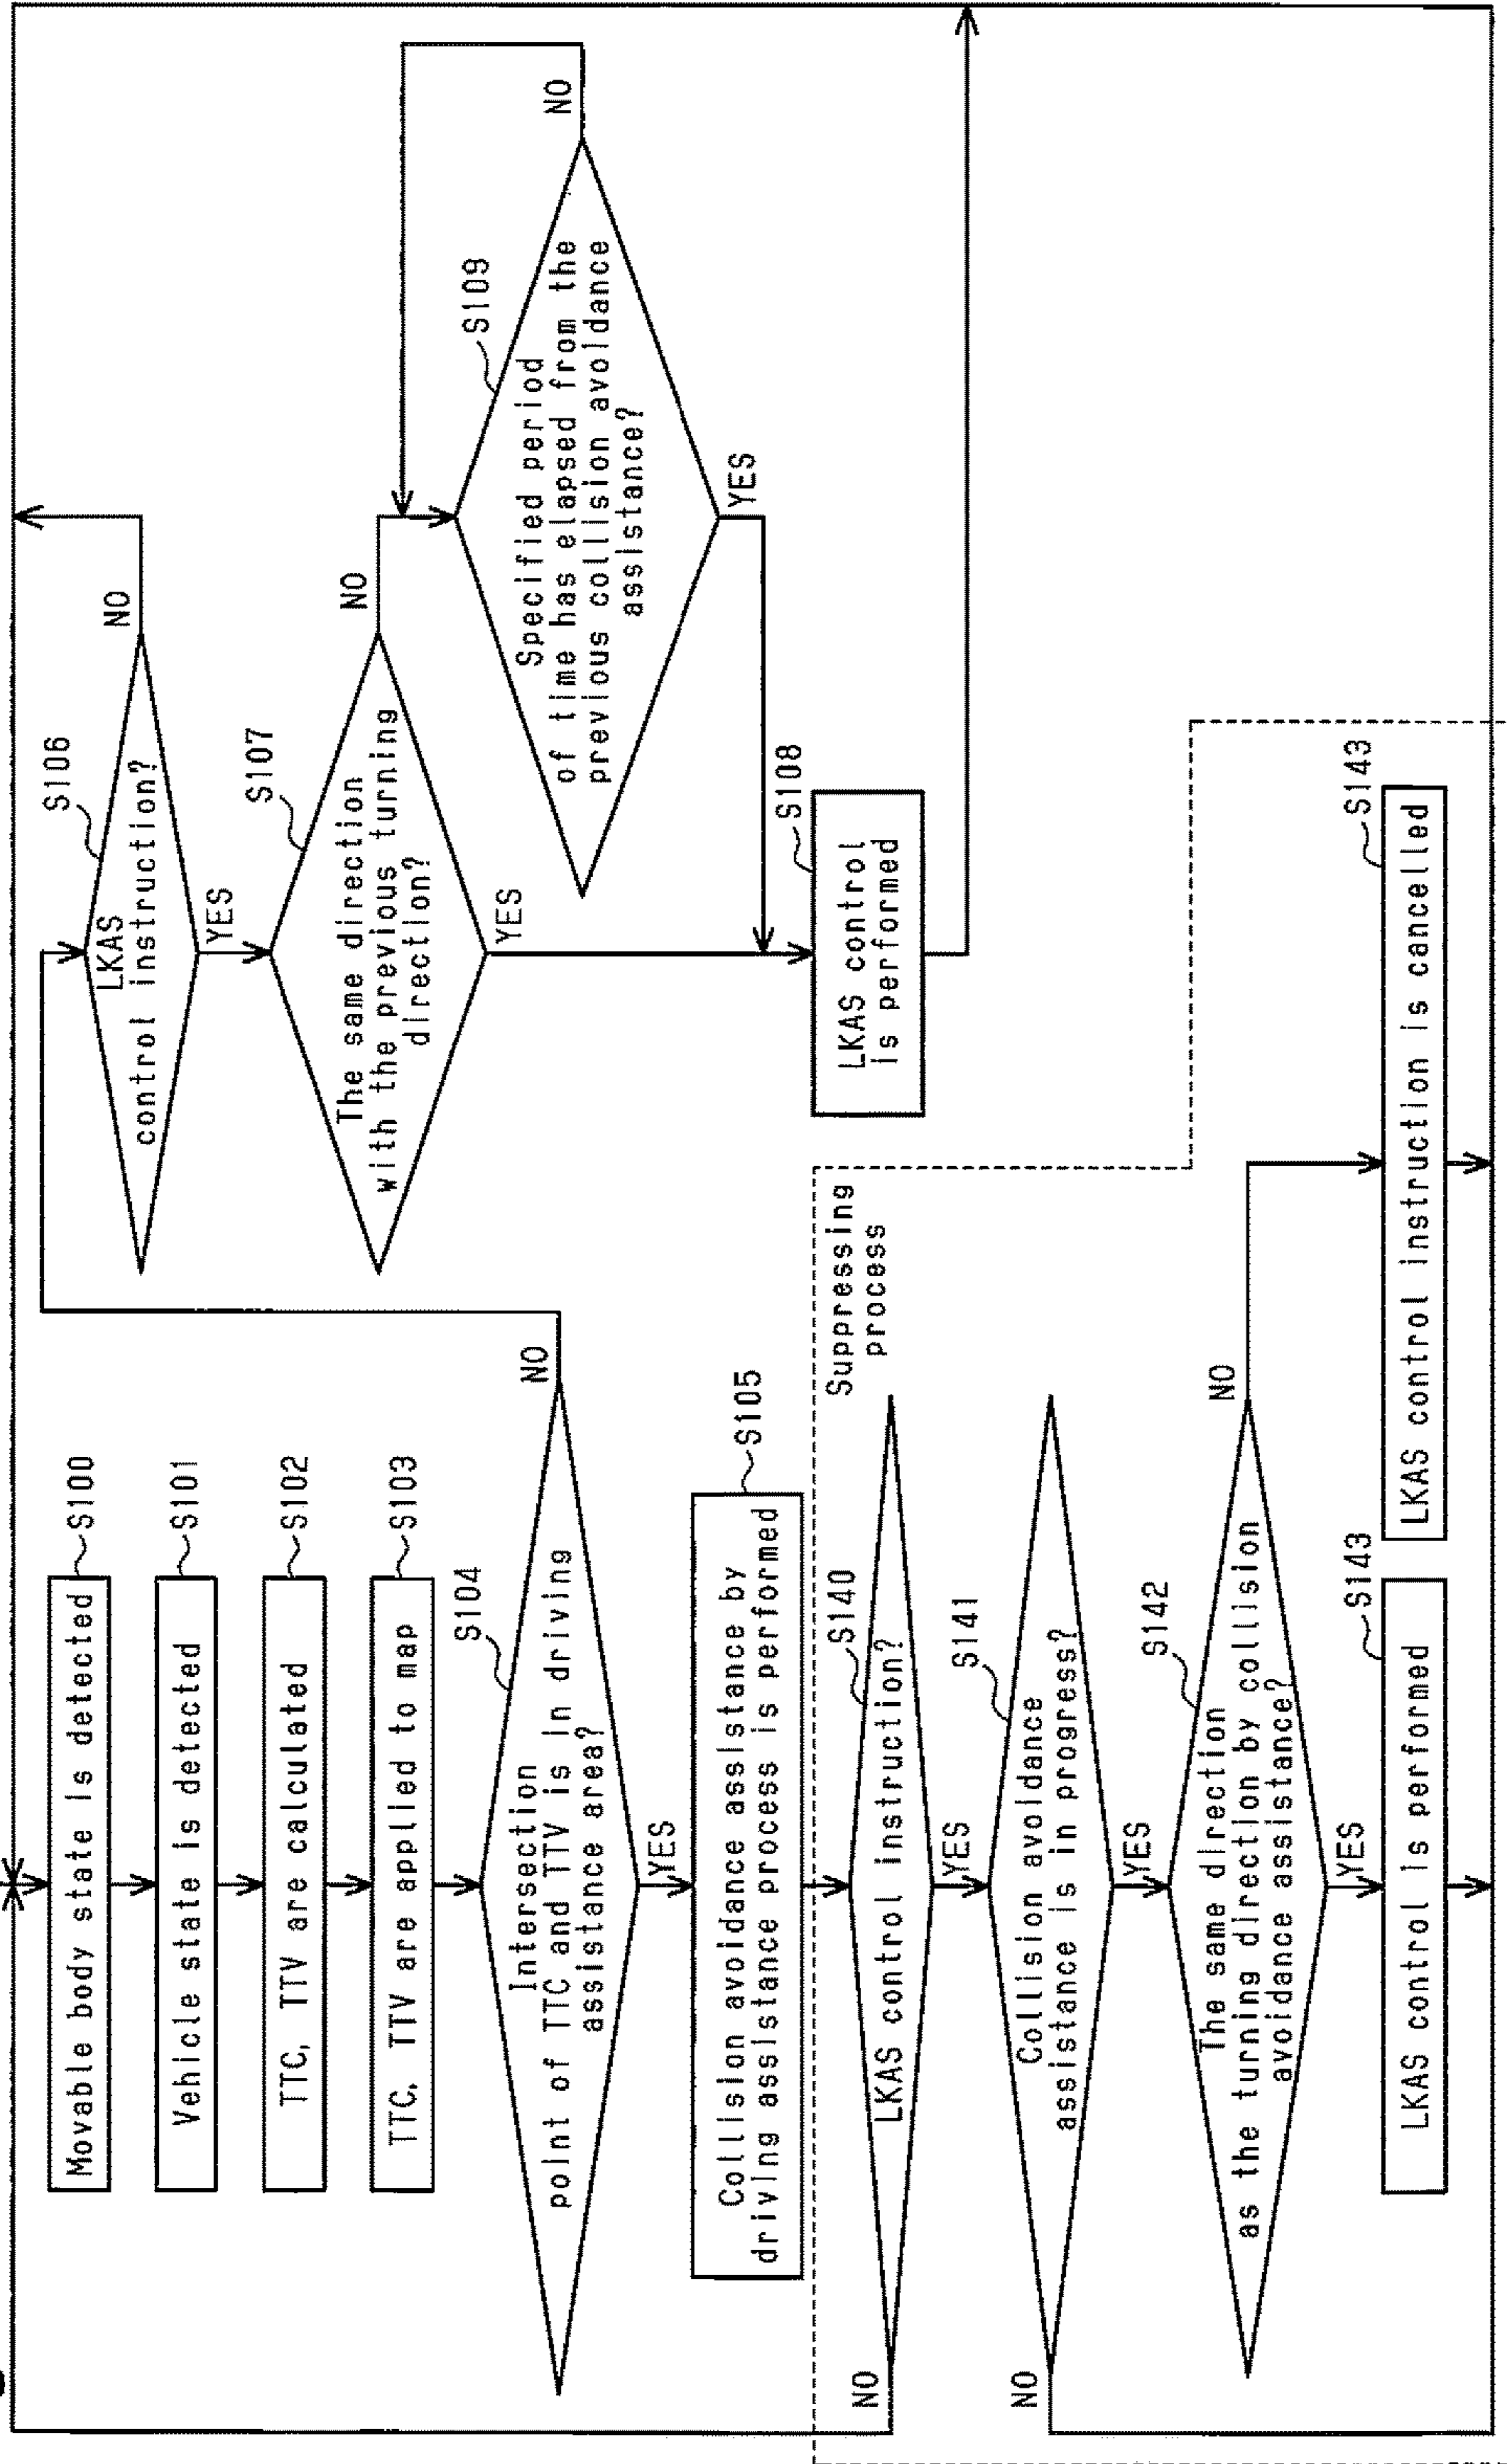 Movable body state is detected
S100
Vehicle state is detected
S101
TTC, TTV are calculated
S102
TTC, TTV are applied to map
S103
S104
Intersection
point of TTC and TTV is in driving
assistance area?
NO
YES
Collision avoidance assistance by
driving assistance process is performed
S105
S106
LKAS
control instruction?
NO
YES
S107
The same direction
with the previous turning
direction?
NO
YES
S109
Specified period
of time has elapsed from the
previous collision avoidance
assistance?
NO
YES
S108
LKAS control
is performed
Suppressing
process
S140
LKAS control instruction?
NO
YES
S141
Collision avoidance
assistance is in progress?
NO
YES
S142
The same direction
as the turning direction by collision
avoidance assistance?
NO
YES
S143
LKAS control is performed
S143
LKAS control instruction is cancelled